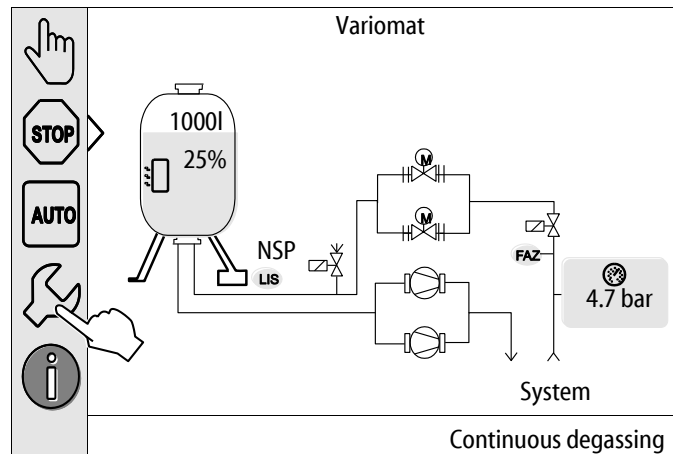 Variomat
STOP
AUTO
1000l
25%
M
M
NSP
LIS
FAZ
4.7 bar
System
Continuous degassing